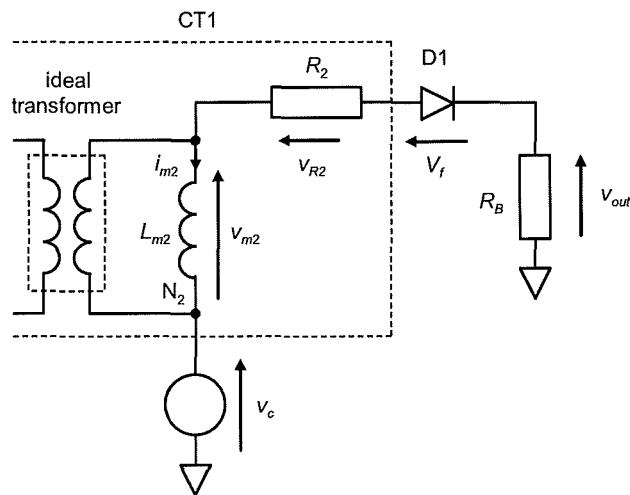 CT1
ideal
transformer
R2
D1
im2
vR2
Vf
Lm2
vm2
RB
vout
N2
vc